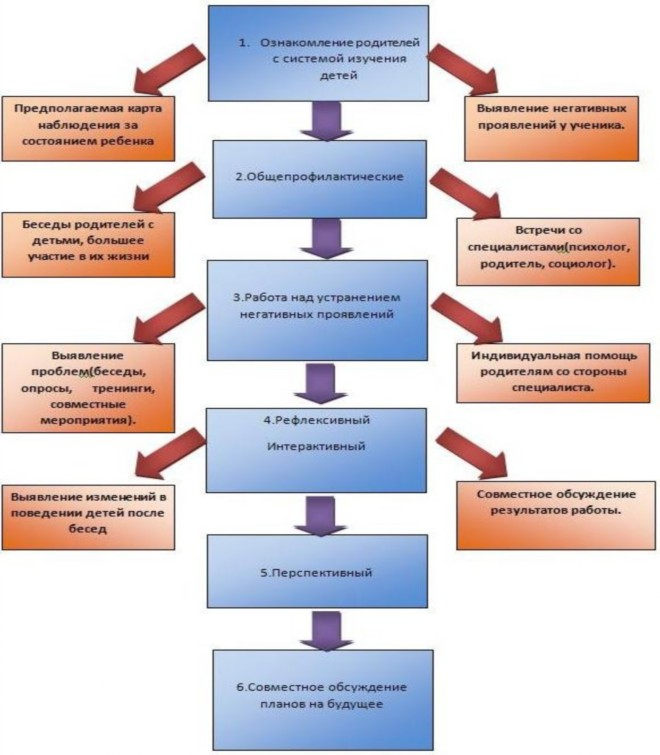 1. Ознакомление родителей
с системой изучения
детей
Предполагаемая карта
наблюдения за
состоянием ребенка
Выявление негативных
проявлений у ученика.
2.Общепрофилактические
Беседы родителей с
детьми, большее
участие в их жизни
Встречи со
специалистами(психолог,
родитель, социолог).
3.Работа над устранением
негативных проявлений
Выявление
проблем(беседы,
опросы, тренинги,
совместные
мероприятия).
Индивидуальная помощь
родителям со стороны
специалиста.
4.Рефлексивный
Интерактивный
Выявление изменений в
поведении детей после
бесед
Совместное обсуждение
результатов работы.
5.Перспективный
6.Совместное обсуждение
планов на будущее